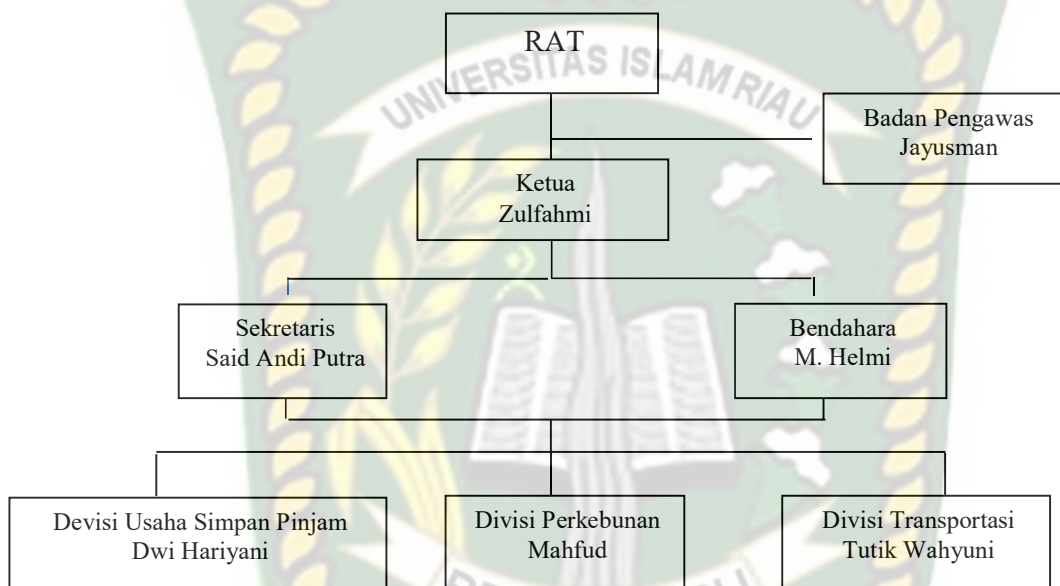 RAT
UNIVERSITAS ISLAM RIAU
Badan Pengawas
Jayusman
Ketua
Zulfahmi
Sekretaris
Said Andi Putra
Bendahara
M. Helmi
Devisi Usaha Simpan Pinjam
Dwi Hariyani
Divisi Perkebunan
Mahfud
Divisi Transportasi
Tutik Wahyuni